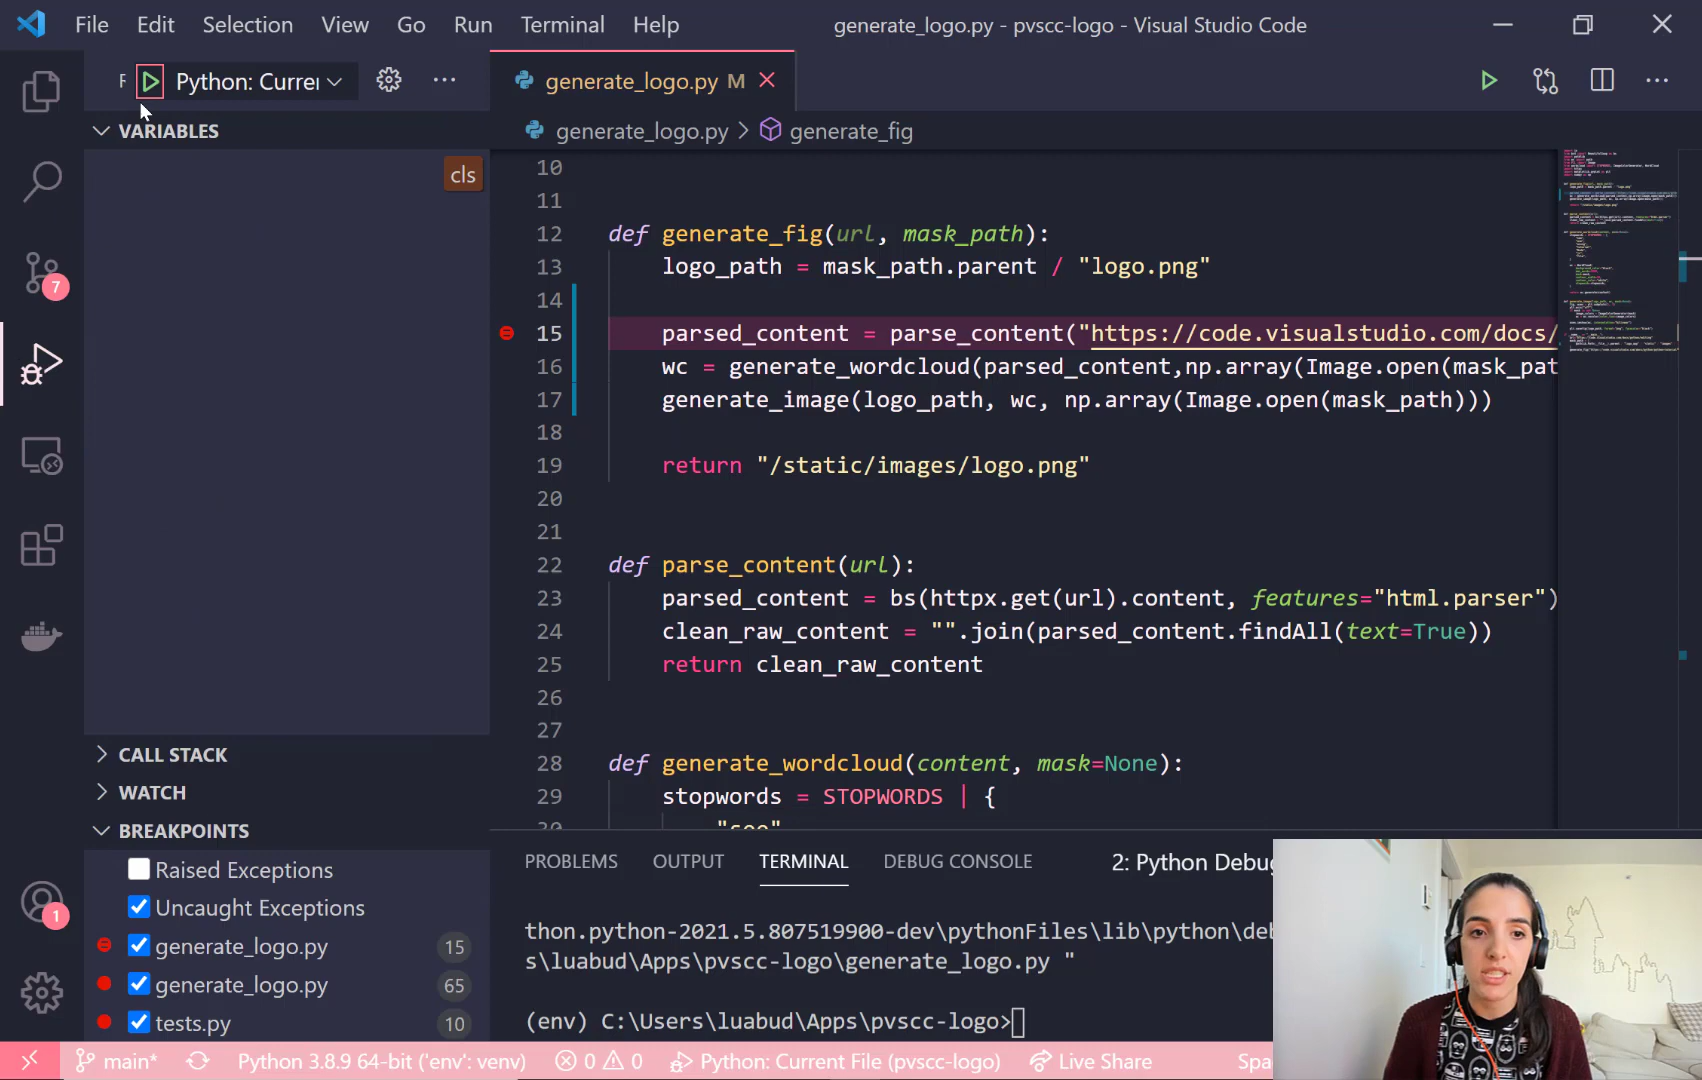 File Edit Selection View Go Run Terminal Help generate_logo.py - pvscc-logo - Visual Studio Code
Python: Curre
generate_logo.py M
VARIABLES
generate_logo.py > generate_fig
cls
10
11
12 def generate_fig(url, mask_path):
13 logo_path = mask_path.parent / "logo.png"
14
15 parsed_content = parse_content("https://code.visualstudio.com/docs/
16 wc = generate_wordcloud(parsed_content,np.array(Image.open(mask_pat
17 generate_image(logo_path, wc, np.array(Image.open(mask_path)))
18
19 return "/static/images/logo.png"
20
21
22 def parse_content(url):
23 parsed_content = bs(httpx.get(url).content, features="html.parser")
24 clean_raw_content = "".join(parsed_content.findAll(text=True))
25 return clean_raw_content
26
27
28 def generate_wordcloud(content, mask=None):
29 stopwords = STOPWORDS | {
7
CALL STACK
WATCH
BREAKPOINTS
Raised Exceptions
Uncaught Exceptions
generate_logo.py 15
generate_logo.py 65
tests.py 10
1
PROBLEMS OUTPUT TERMINAL DEBUG CONSOLE 2: Python Debug
thon.python-2021.5.807519900-dev\pythonFiles\lib\python\de
s\luabud\Apps\pvscc-logo\generate_logo.py "
(env) C:\Users\luabud\Apps\pvscc-logo>
main* Python 3.8.9 64-bit ('env': venv) 0 0 Python: Current File (pvscc-logo) Live Share Spa